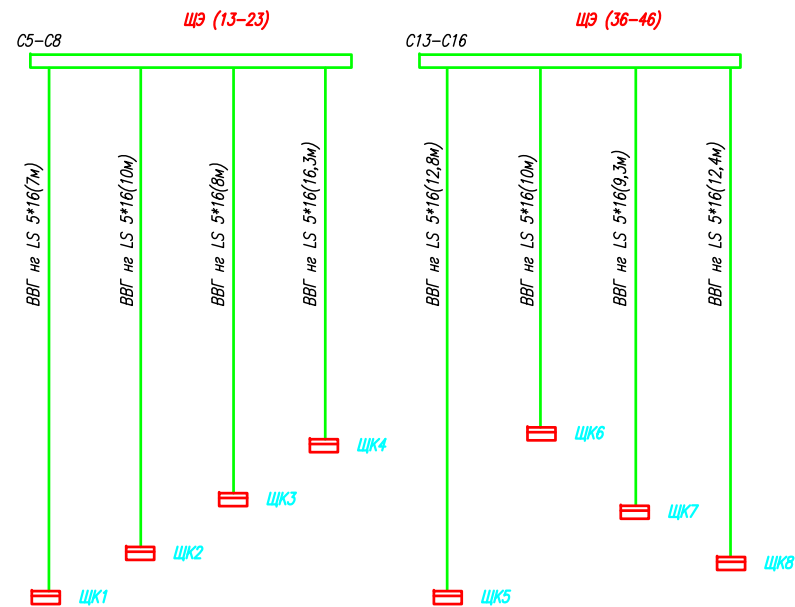 ЩЭ (13-23)
С5-С8
ВВГ нг LS 5*16(7м)
ВВГ нг LS 5*16(10м)
ВВГ нг LS 5*16(8м)
ВВГ нг LS 5*16(16,3м)
ЩК4
ЩК3
ЩК2
ЩК1
ЩЭ (36-46)
С13-С16
ВВГ нг LS 5*16(12,8м)
ВВГ нг LS 5*16(10м)
ВВГ нг LS 5*16(9,3м)
ВВГ нг LS 5*16(12,4м)
ЩК6
ЩК7
ЩК8
ЩК5